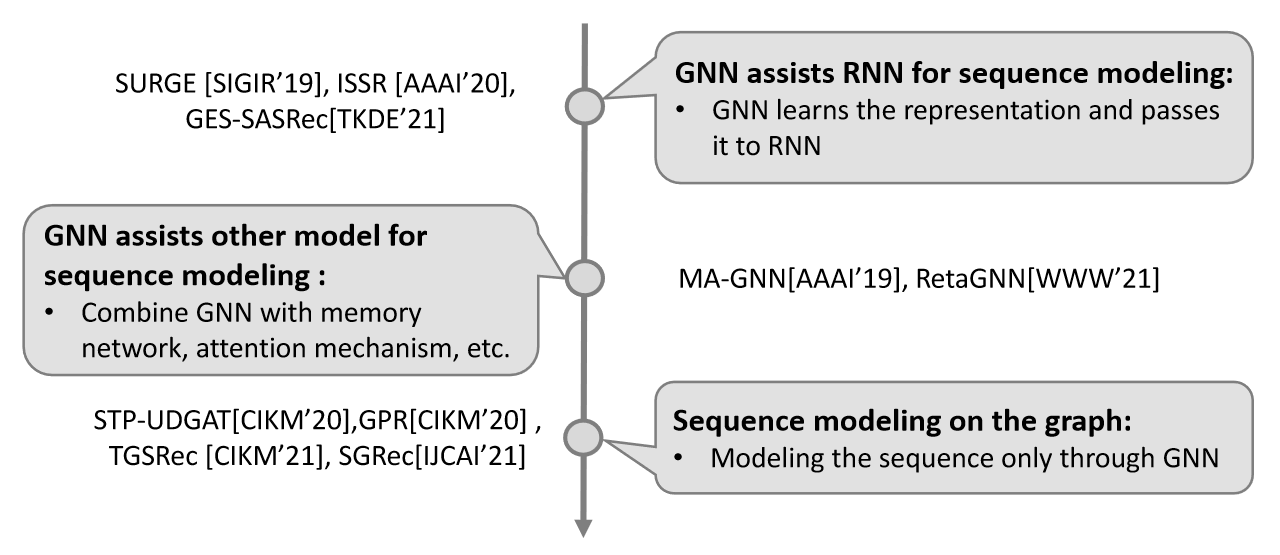 SURGE [SIGIR’19], ISSR [AAAI’20],
GES-SASRec[TKDE’21]
GNN assists RNN for sequence modeling:
• GNN learns the representation and passes
it to RNN
GNN assists other model for
sequence modeling :
• Combine GNN with memory
network, attention mechanism, etc.
MA-GNN[AAAI’19], RetaGNN[WWW’21]
STP-UDGAT[CIKM’20],GPR[CIKM’20] ,
TGSRec [CIKM’21], SGRec[IJCAI’21]
Sequence modeling on the graph:
• Modeling the sequence only through GNN